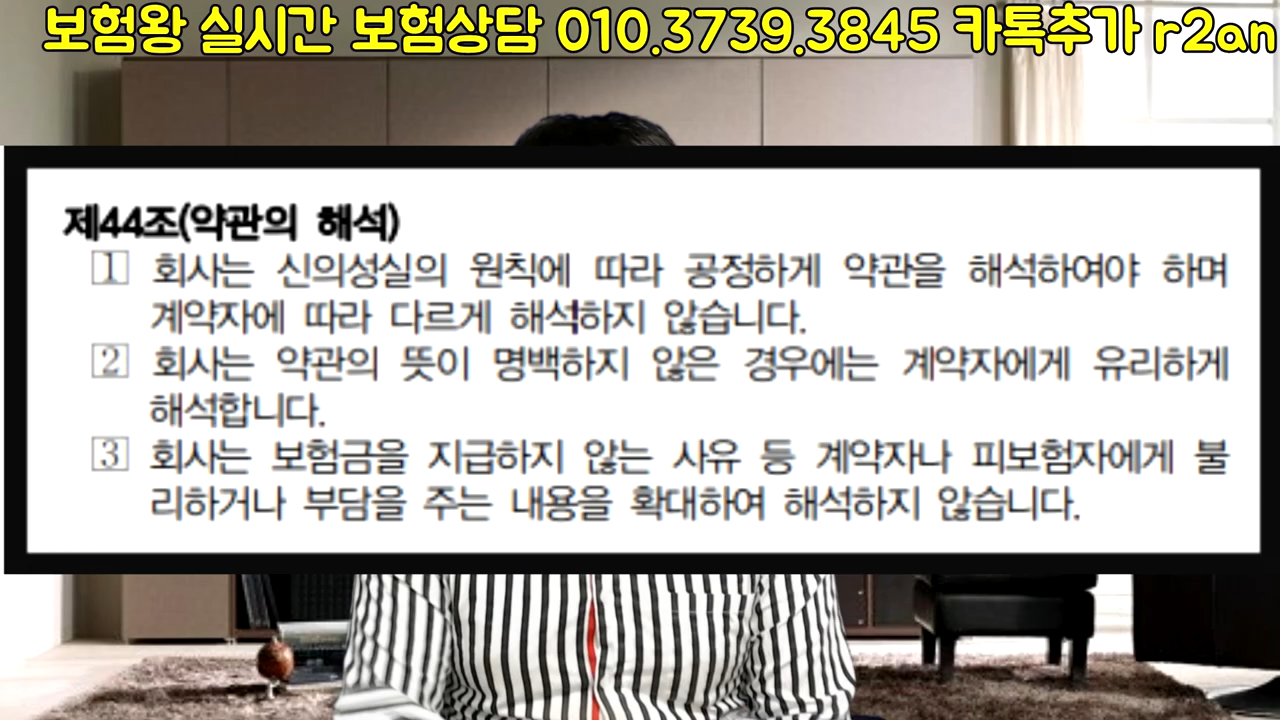 보험왕 실시간 보험상담 010.3739.3845 카톡추가 r2an
제44조(약관의 해석)
1 회사는 신의성실의 원칙에 따라 공정하게 약관을 해석하여야 하며
계약자에 따라 다르게 해석하지 않습니다.
2 회사는 약관의 뜻이 명백하지 않은 경우에는 계약자에게 유리하게
해석합니다.
3 회사는 보험금을 지급하지 않는 사유 등 계약자나 피보험자에게 불
리하거나 부담을 주는 내용을 확대하여 해석하지 않습니다.